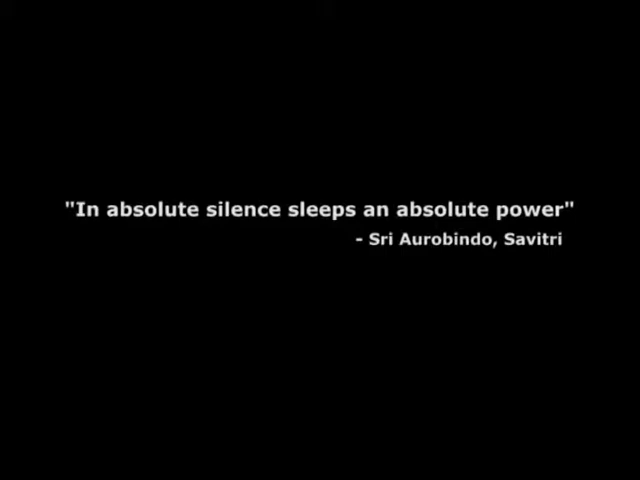 "In absolute silence sleeps an absolute power"
- Sri Aurobindo, Savitri